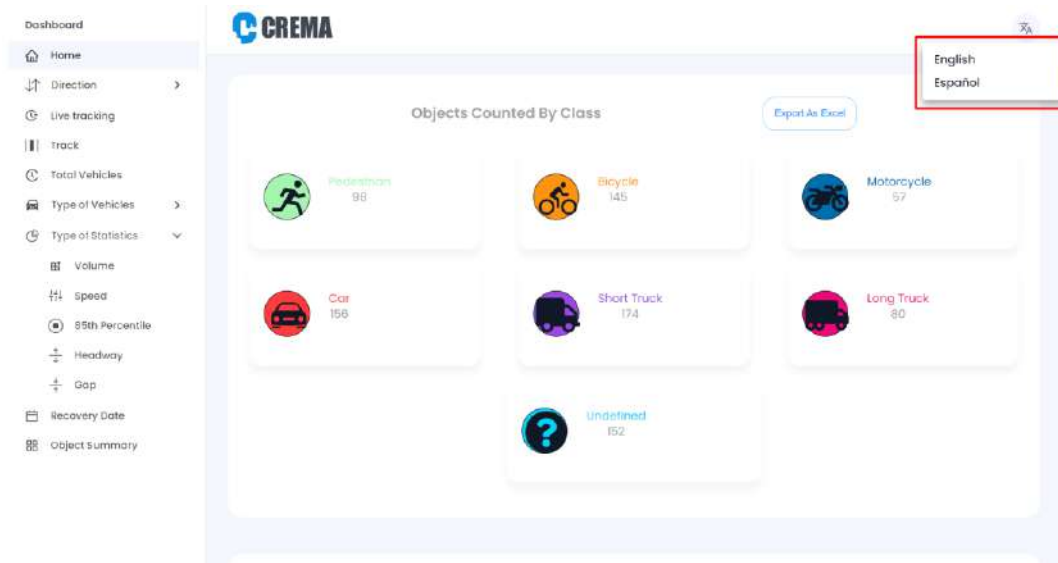 Dashboard
Home
Direction
Live tracking
Track
Total Vehicles
Type of Vehicles
Type of Statistics
Volume
Speed
85th Percentile
Headway
Gap
Recovery Date
Object Summary
CREMA
English
Español
Objects Counted By Class
Export As Excel
Pedestrian
98
Bicycle
145
Motorcycle
57
Car
156
Short Truck
174
Long Truck
80
Undefined
152